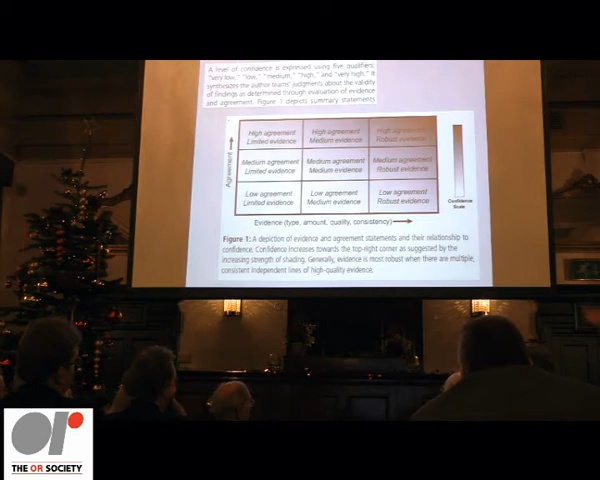 A level of confidence is expressed using five qualifiers:
"very low," "low," "medium," "high," and "very high." It
synthesizes the author teams' judgments about the validity
of findings as determined through evaluation of evidence
and agreement. Figure 1 depicts summary statements
High agreement
Limited evidence
High agreement
Medium evidence
High agreement
Robust evidence
Medium agreement
Limited evidence
Medium agreement
Medium evidence
Medium agreement
Robust evidence
Low agreement
Limited evidence
Low agreement
Medium evidence
Low agreement
Robust evidence
Agreement
Evidence (type, amount, quality, consistency)
Confidence
Scale
Figure 1: A depiction of evidence and agreement statements and their relationship to
confidence. Confidence increases towards the top-right corner as suggested by the
increasing strength of shading. Generally, evidence is most robust when there are multiple,
consistent independent lines of high-quality evidence.
or
THE OR SOCIETY